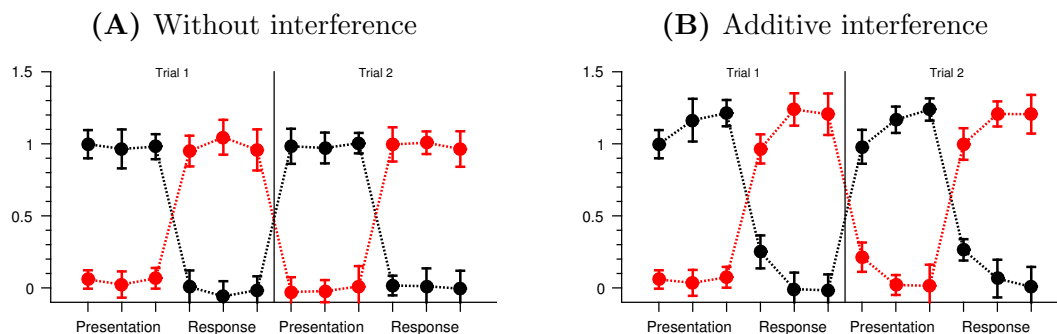 (A) Without interference
Trial 1 Trial 2
1.5
1
0.5
0
Presentation Response Presentation Response
(B) Additive interference
Trial 1 Trial 2
1.5
1
0.5
0
Presentation Response Presentation Response